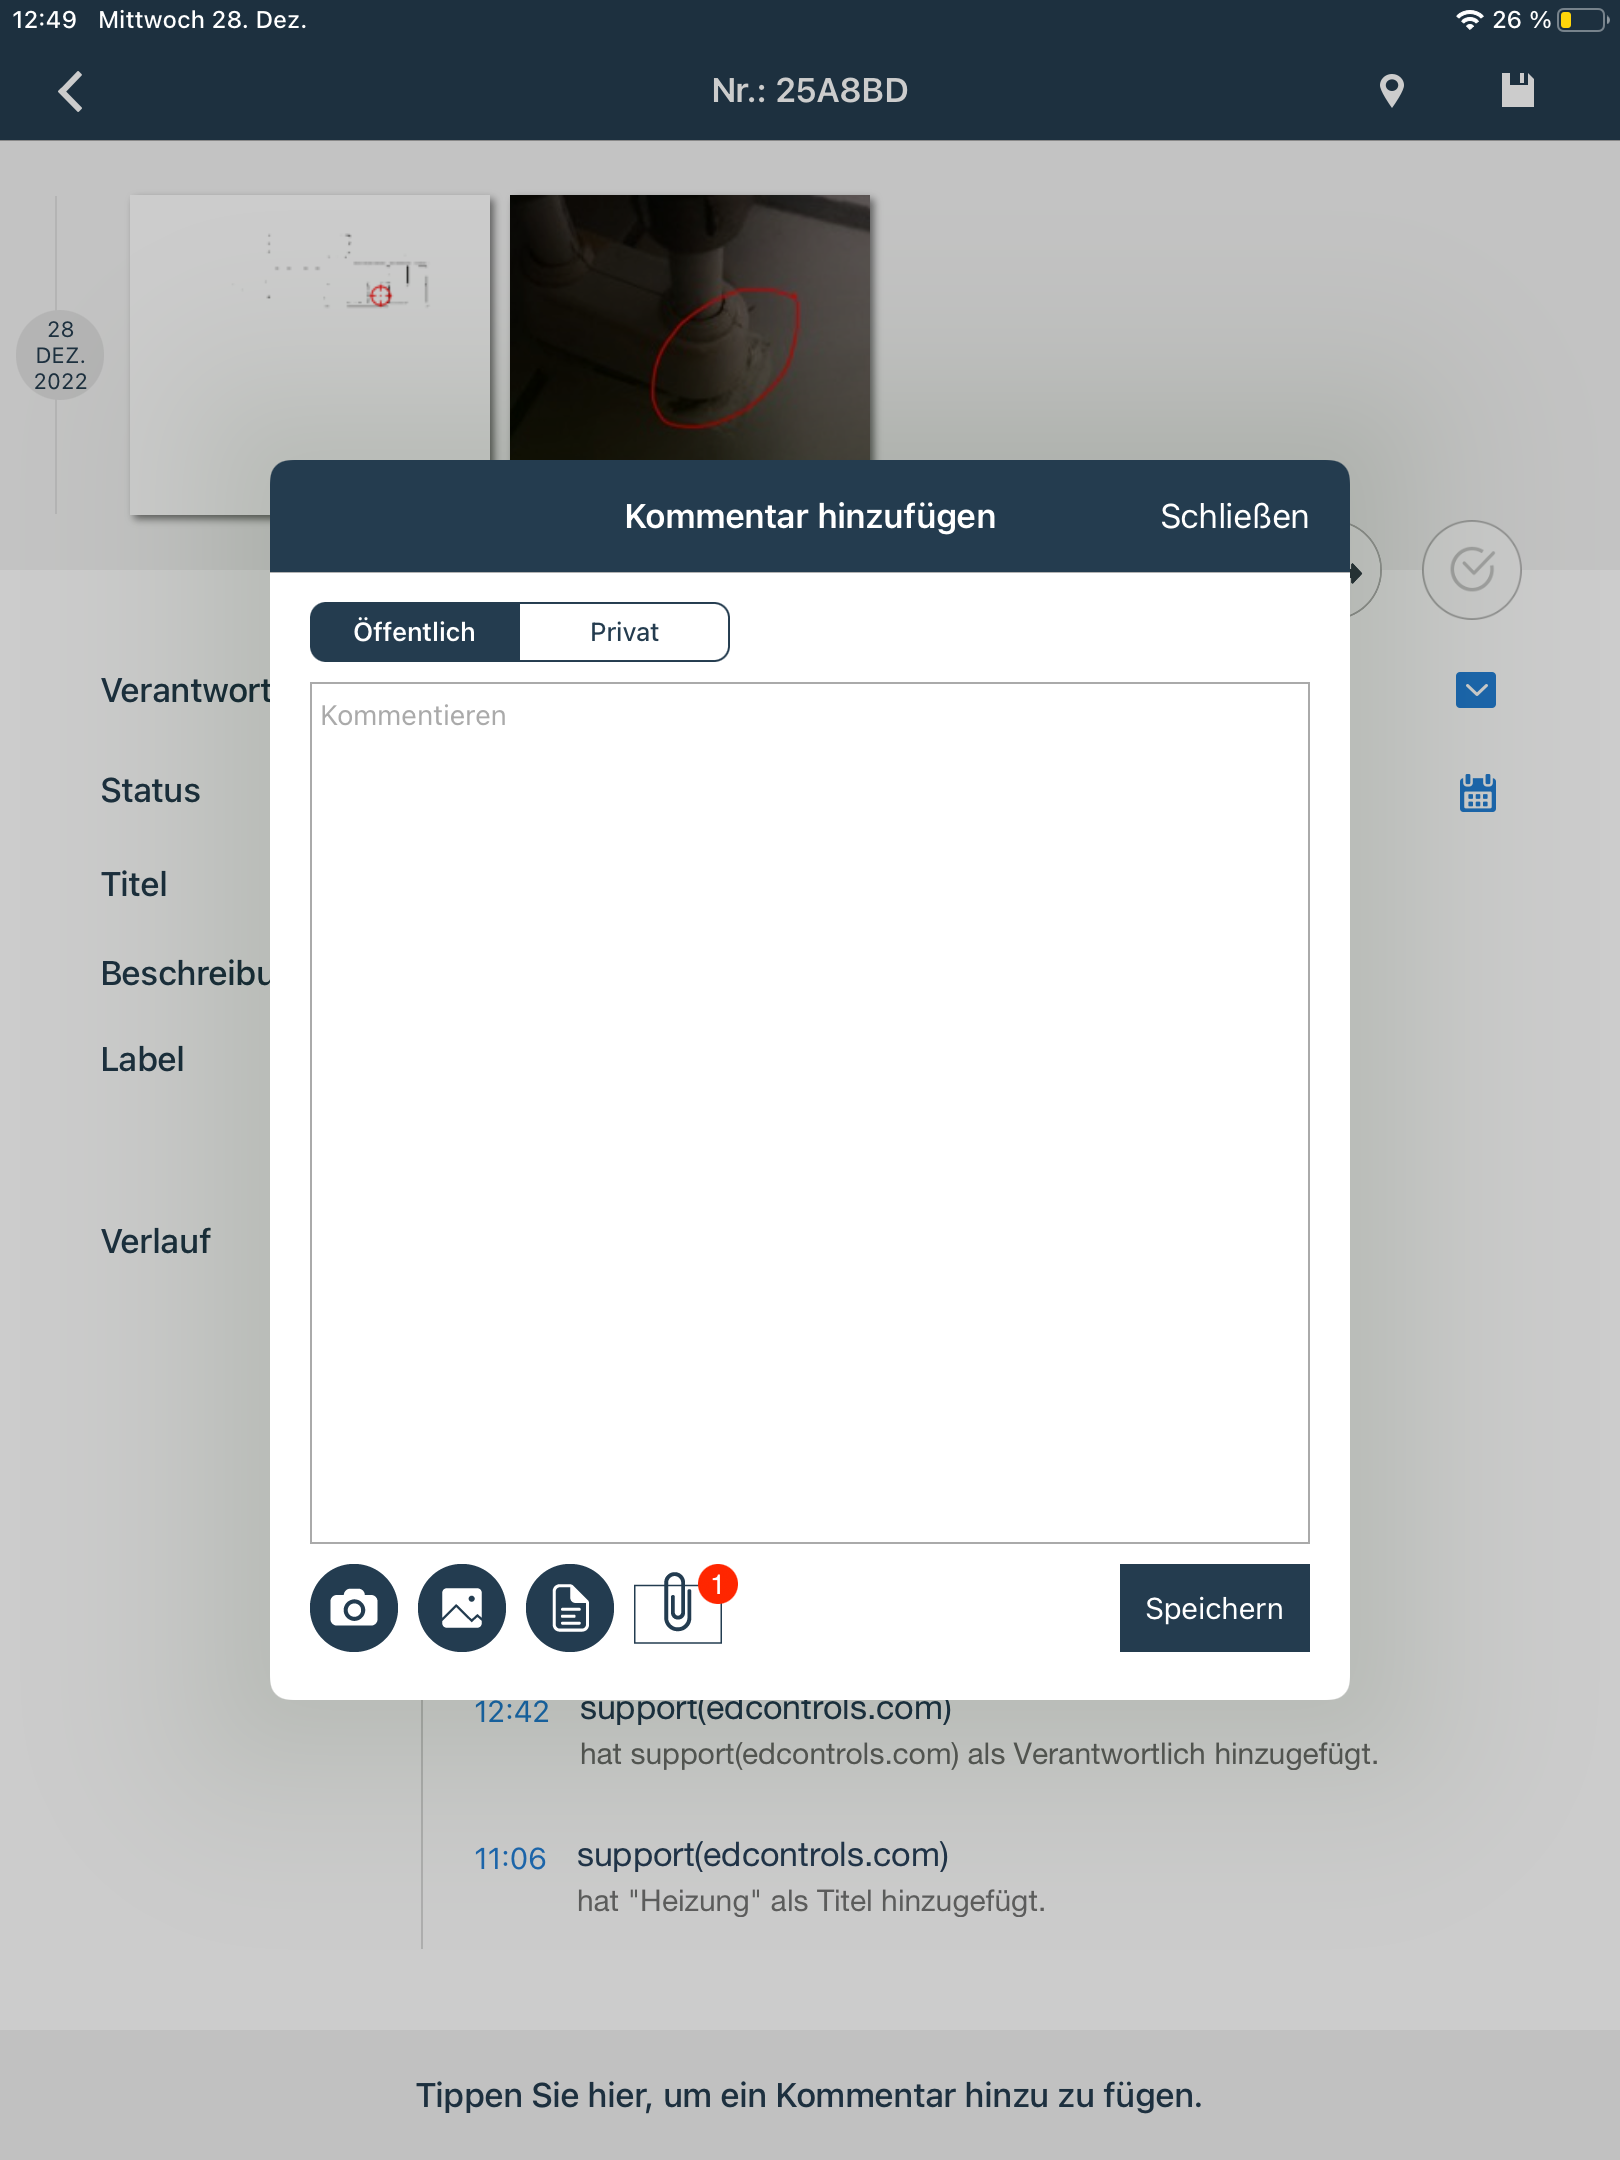 12:49 Mittwoch 28. Dez. 26 %
Nr.: 25A8BD
28
DEZ.
2022
Kommentar hinzufügen Schließen
Öffentlich Privat
Kommentieren
Verantwort
Status
Titel
Beschreibu
Label
Verlauf
1
Speichern
12:42 support(edcontrols.com)
hat support(edcontrols.com) als Verantwortlich hinzugefügt.
11:06 support(edcontrols.com)
hat "Heizung" als Titel hinzugefügt.
Tippen Sie hier, um ein Kommentar hinzu zu fügen.